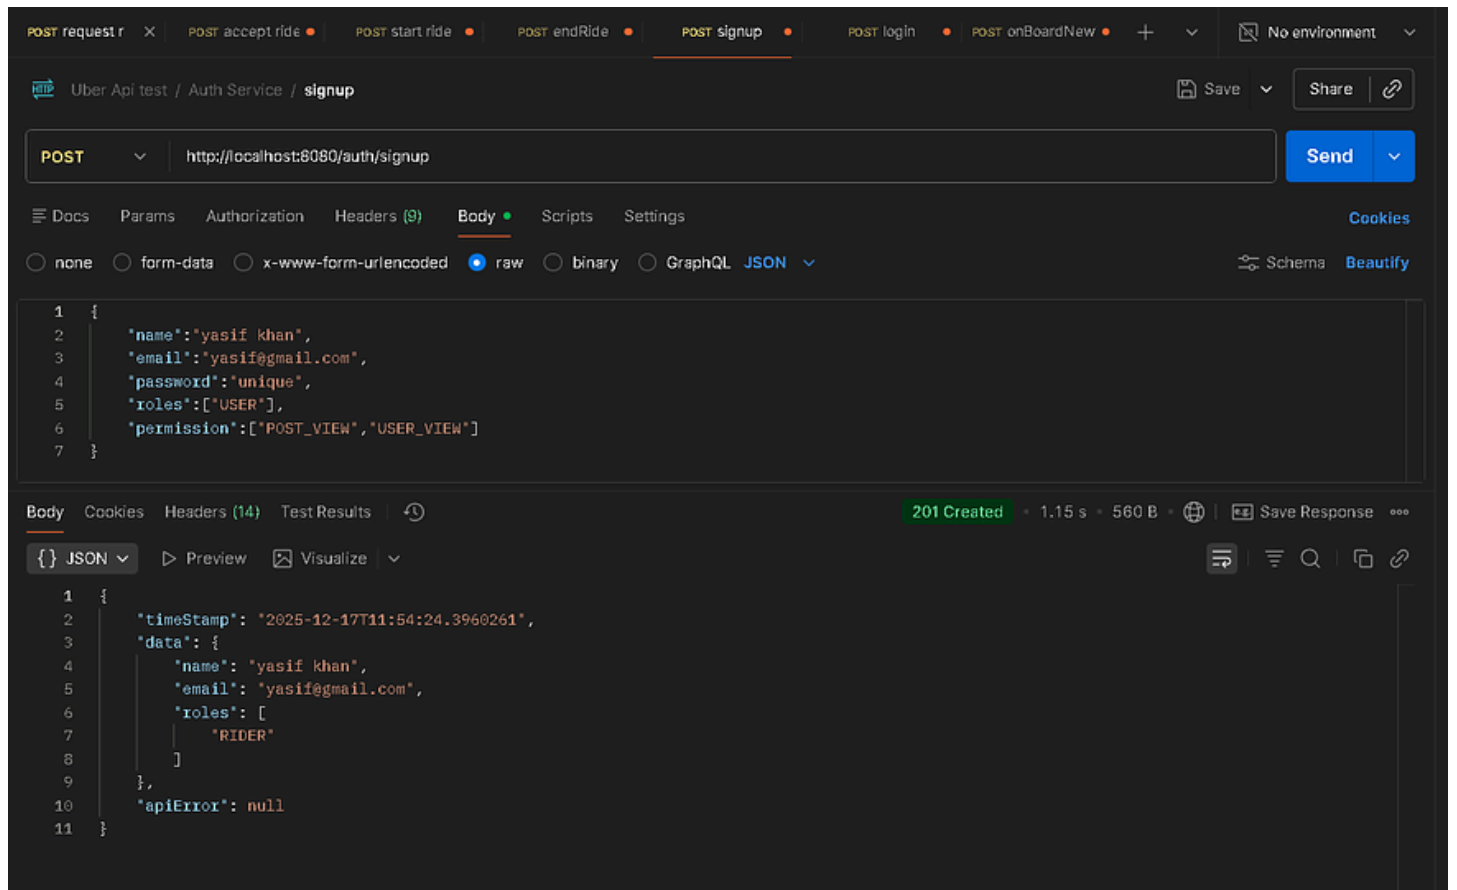 POST request r POST accept ride POST start ride POST endRide POST signup POST login POST onBoardNew No environment
HTTP Uber Api test / Auth Service / signup Save Share
POST http://localhost:8080/auth/signup Send
Docs Params Authorization Headers (9) Body Scripts Settings Cookies
none form-data x-www-form-urlencoded raw binary GraphQL JSON Schema Beautify
1 {
2 "name":"yasif khan",
3 "email":"yasif@gmail.com",
4 "password":"unique",
5 "roles":["USER"],
6 "permission":["POST_VIEW","USER_VIEW"]
7 }
Body Cookies Headers (14) Test Results 201 Created • 1.15 s • 560 B • e.g. Save Response
{} JSON Preview Visualize
1 {
2 "timeStamp": "2025-12-17T11:54:24.3960261",
3 "data": {
4 "name": "yasif khan",
5 "email": "yasif@gmail.com",
6 "roles": [
7 "RIDER"
8 ]
9 },
10 "apiError": null
11 }